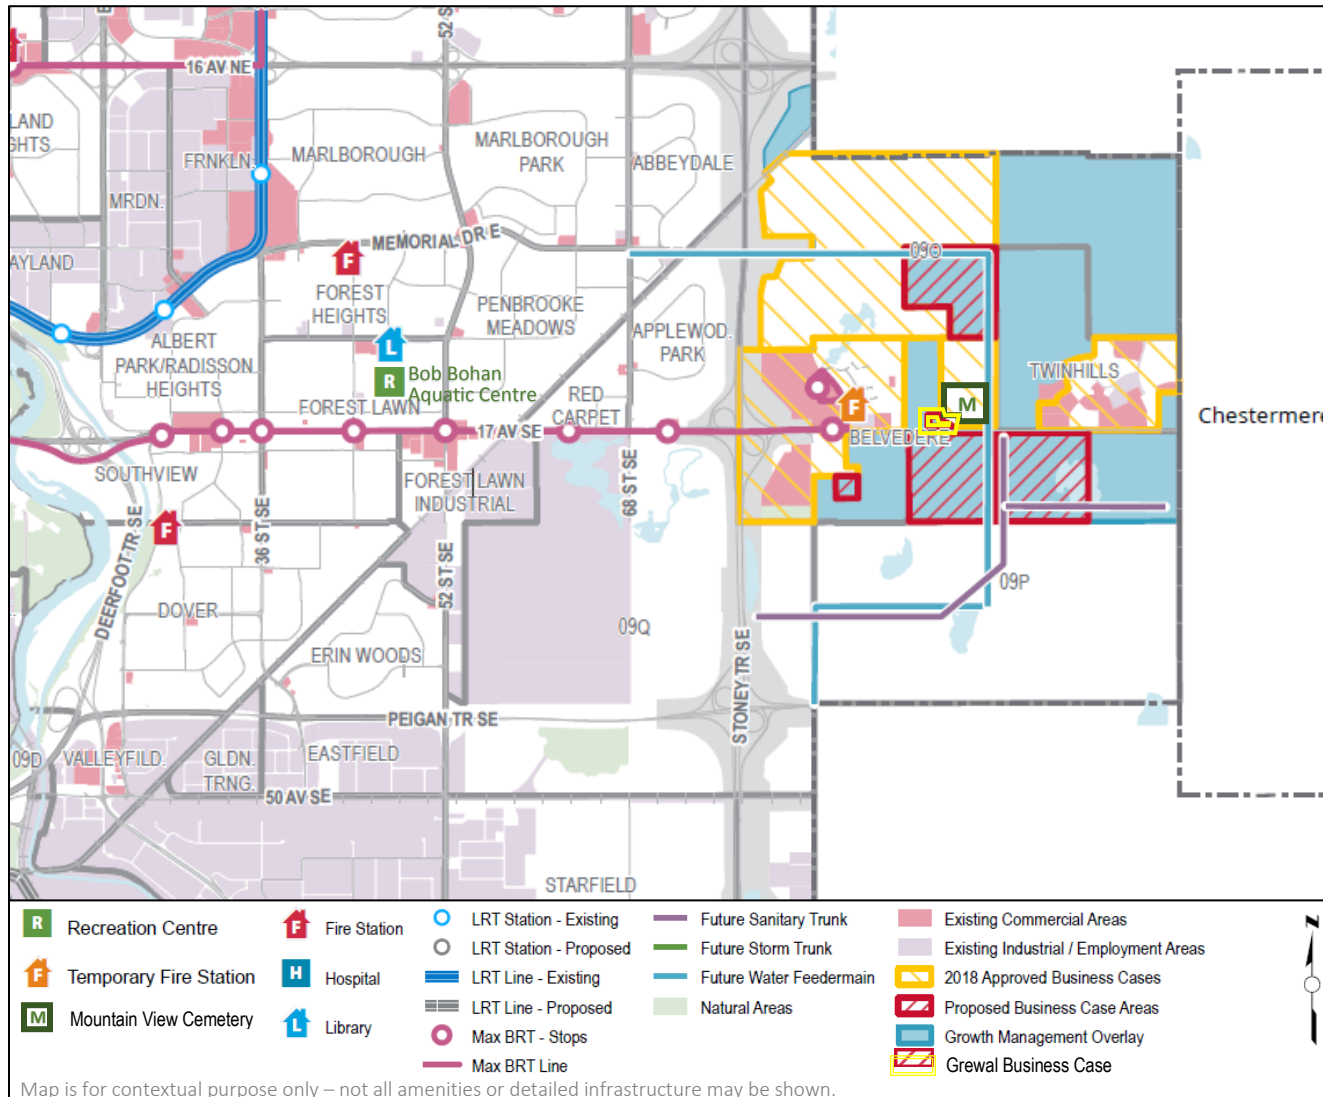 16 AV NE
52 S
LAND
GHTS
FRNKLN.
MARLBOROUGH
MARLBOROUGH
PARK
ABBEYDALE
MRDN.
MEMORIAL DR E
AYLAND
F
FOREST
HEIGHTS
PENBROOKE
MEADOWS
09O
ALBERT
PARK/RADISSON
HEIGHTS
L
APPLEWOD.
PARK
R
Bob Bohan
Aquatic Centre
TWINHILLS
FOREST LAWN
RED
CARPET
F
M
Chestermere
17 AV SE
BELVEDERE
SOUTHVIEW
FOREST LAWN
INDUSTRIAL
68 ST SE
F
36 ST SE
DEERFOOT TR SE
52 ST SE
DOVER
09P
09Q
ERIN WOODS
STONEY TR SE
PEIGAN TR SE
09D
VALLEYFILD.
GLDN.
TRNG.
EASTFIELD
50 AV SE
STARFIELD
R Recreation Centre
F Temporary Fire Station
M Mountain View Cemetery
F Fire Station
H Hospital
L Library
LRT Station - Existing
LRT Station - Proposed
LRT Line - Existing
LRT Line - Proposed
Max BRT - Stops
Max BRT Line
Future Sanitary Trunk
Future Storm Trunk
Future Water Feedermain
Natural Areas
Existing Commercial Areas
Existing Industrial / Employment Areas
2018 Approved Business Cases
Proposed Business Case Areas
Growth Management Overlay
Grewal Business Case
N
Map is for contextual purpose only – not all amenities or detailed infrastructure may be shown.